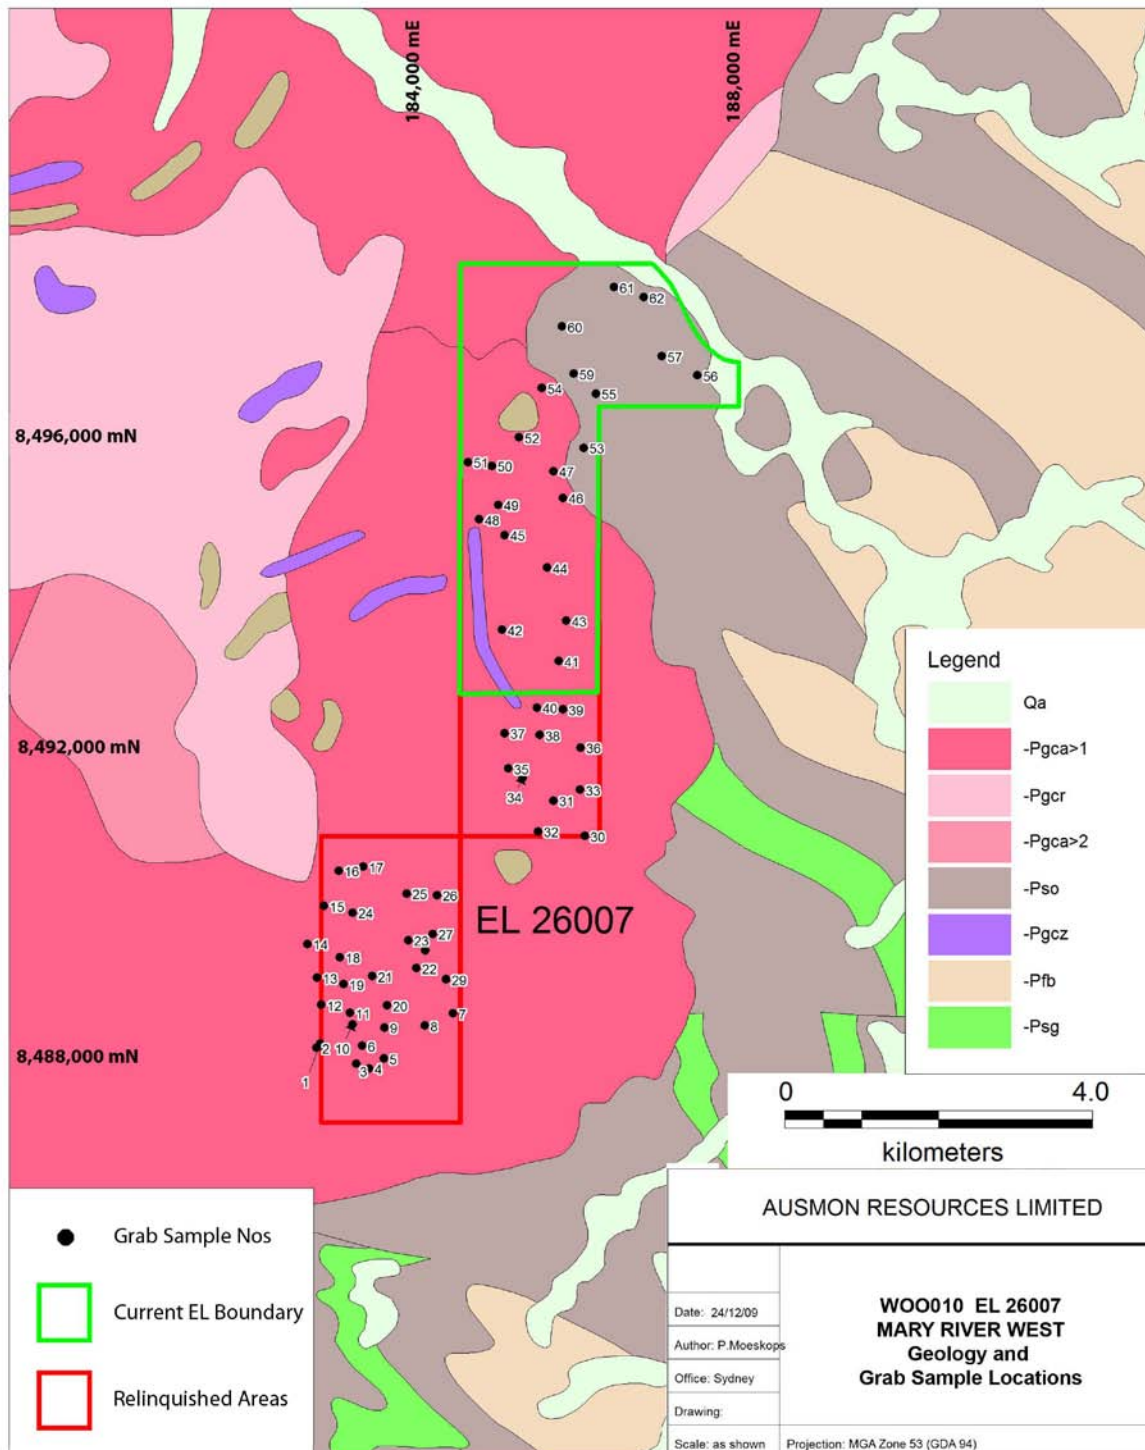 184,000 mE
188,000 mE
61
62
60
57
59
56
54
55
8,496,000 mN
52
53
51
50
47
49
46
48
45
44
43
42
41
40
39
37
38
8,492,000 mN
36
35
34
33
31
32
30
16
17
25
26
15
24
EL 26007
14
23
27
18
22
13
19
21
29
12
11
20
7
9
8
8,488,000 mN
2
10
6
5
3
4
1
Legend
Qa
-Pgca>1
-Pgcr
-Pgca>2
-Pso
-Pgcz
-Pfb
-Psg
0
4.0
kilometers
Grab Sample Nos
Current EL Boundary
Relinquished Areas
AUSMON RESOURCES LIMITED
Date: 24/12/09
Author: P.Moeskops
Office: Sydney
Drawing:
Scale: as shown
WOO010 EL 26007
MARY RIVER WEST
Geology and
Grab Sample Locations
Projection: MGA Zone 53 (GDA 94)